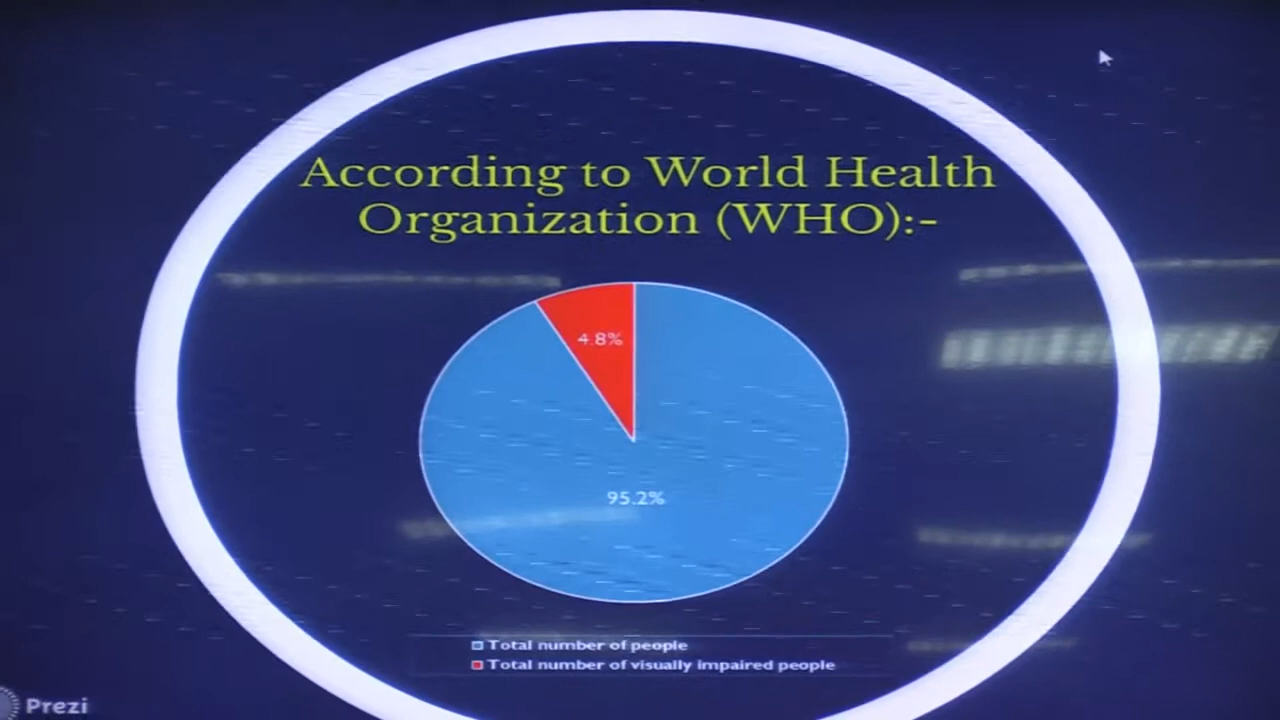 According to World Health
Organization (WHO):-
4.8%
95.2%
Total number of people
Total number of visually impaired people
Prezi